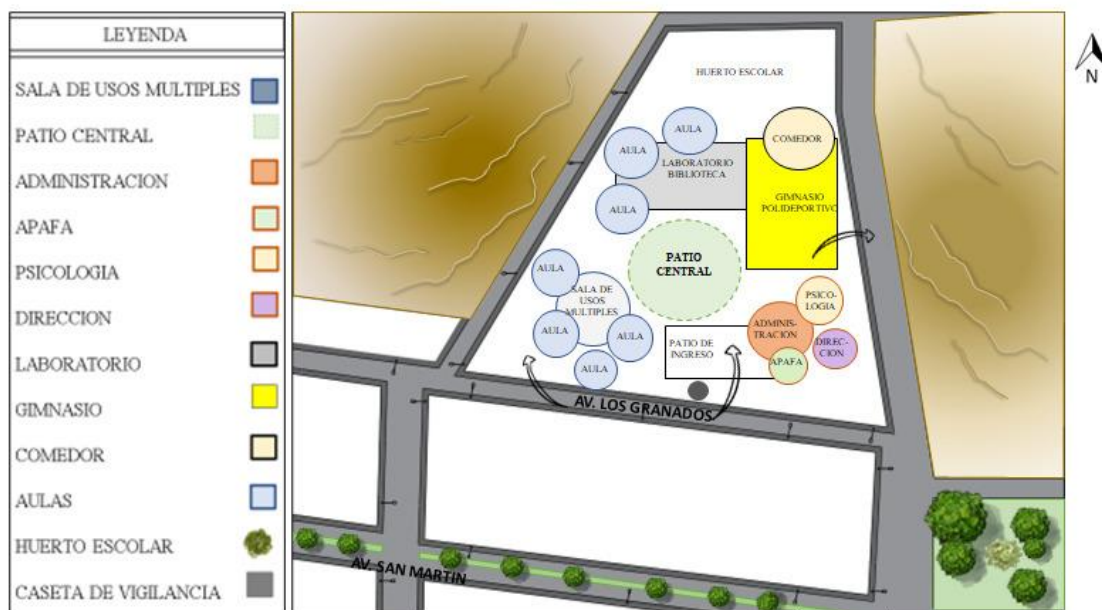 LEYENDA
SALA DE USOS MULTIPLES
PATIO CENTRAL
ADMINISTRACION
APAFA
PSICOLOGIA
DIRECCION
LABORATORIO
GIMNASIO
COMEDOR
AULAS
HUERTO ESCOLAR
CASETA DE VIGILANCIA
N
HUERTO ESCOLAR
AULA
COMEDOR
AULA
LABORATORIO
BIBLIOTECA
GIMNASIO
POLIDEPORTIVO
AULA
PATIO
CENTRAL
AULA
SALA DE
USOS
MULTIPLES
PSICO-
LOGIA
AULA
AULA
PATIO DE
INGRESO
ADMINIS-
TRACION
DIREC-
CION
APAFA
AULA
AV. LOS GRANADOS
AV. SAN MARTIN